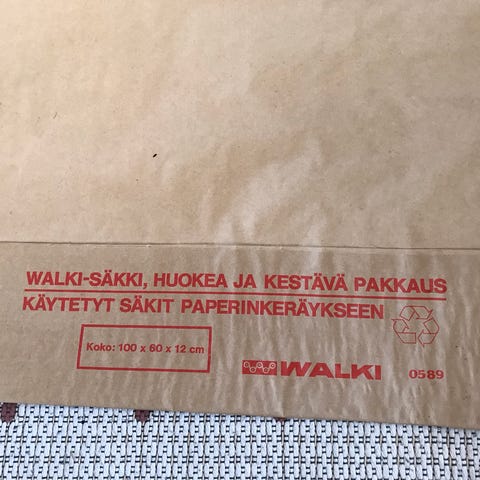 WALKI-SÄKKI, HUOKEA JA KESTÄVÄ PAKKAUS
KÄYTETYT SÄKIT PAPERINKERÄYKSEEN
Koko: 100 x 60 x 12 cm
WALKI
0589